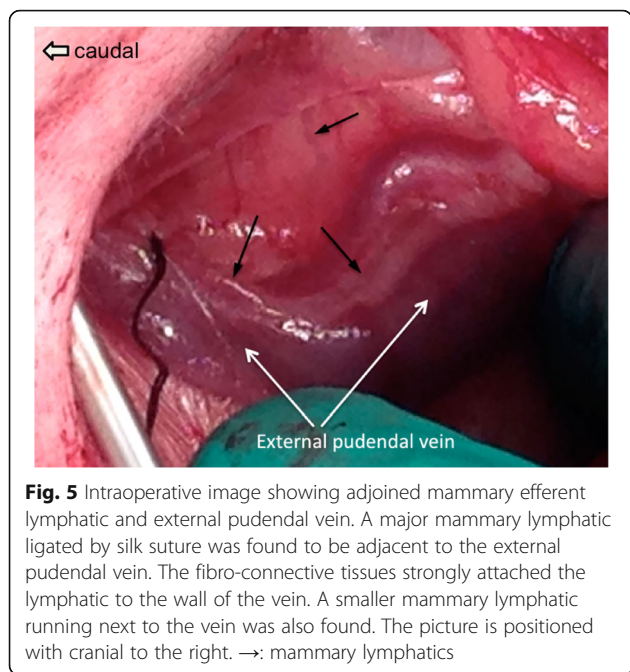 ⇦ caudal
External pudendal vein
Fig. 5 Intraoperative image showing adjoined mammary efferent
lymphatic and external pudendal vein. A major mammary lymphatic
ligated by silk suture was found to be adjacent to the external
pudendal vein. The fibro-connective tissues strongly attached the
lymphatic to the wall of the vein. A smaller mammary lymphatic
running next to the vein was also found. The picture is positioned
with cranial to the right. →: mammary lymphatics